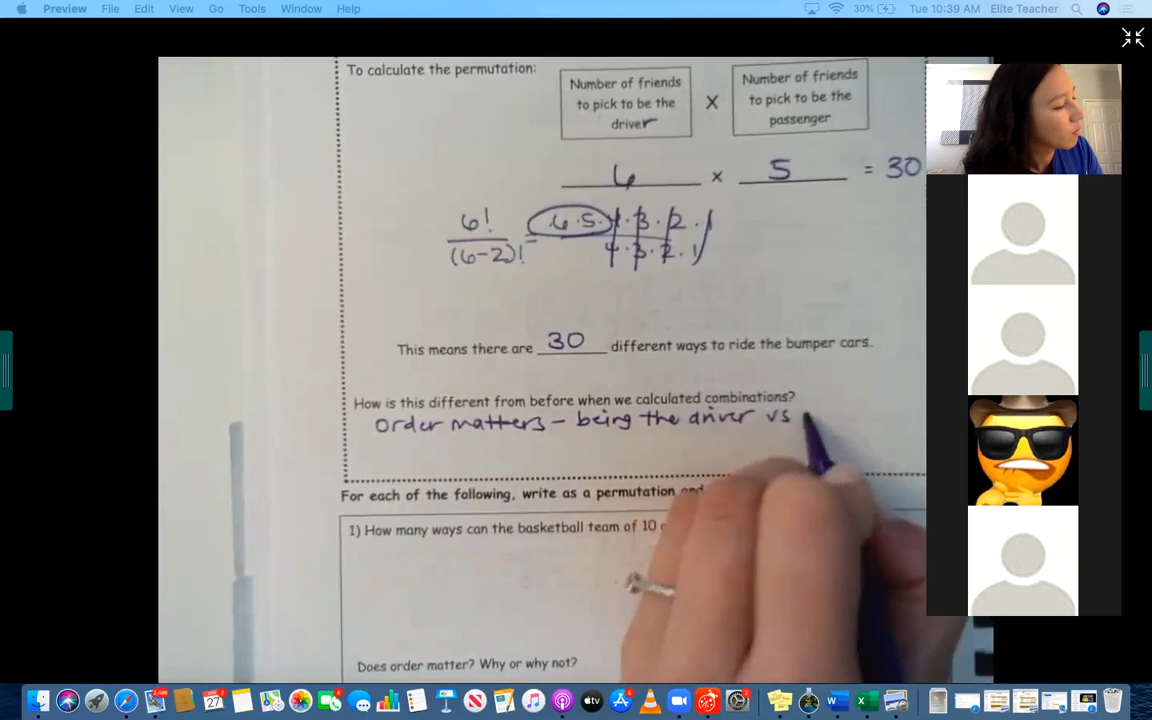 Preview File Edit View Go Tools Window Help 30% Tue 10:39 AM Elite Teacher
To calculate the permutation:
Number of friends
to pick to be the
driver
X
Number of friends
to pick to be the
passenger
6 × 5 = 30
6! = 6·5·4·3·2·1
(6-2)! 4·3·2·1
This means there are 30 different ways to ride the bumper cars.
How is this different from before when we calculated combinations?
order matters - being the driver vs
For each of the following, write as a permutation and
1) How many ways can the basketball team of 10
Does order matter? Why or why not?
27
tv
W
X